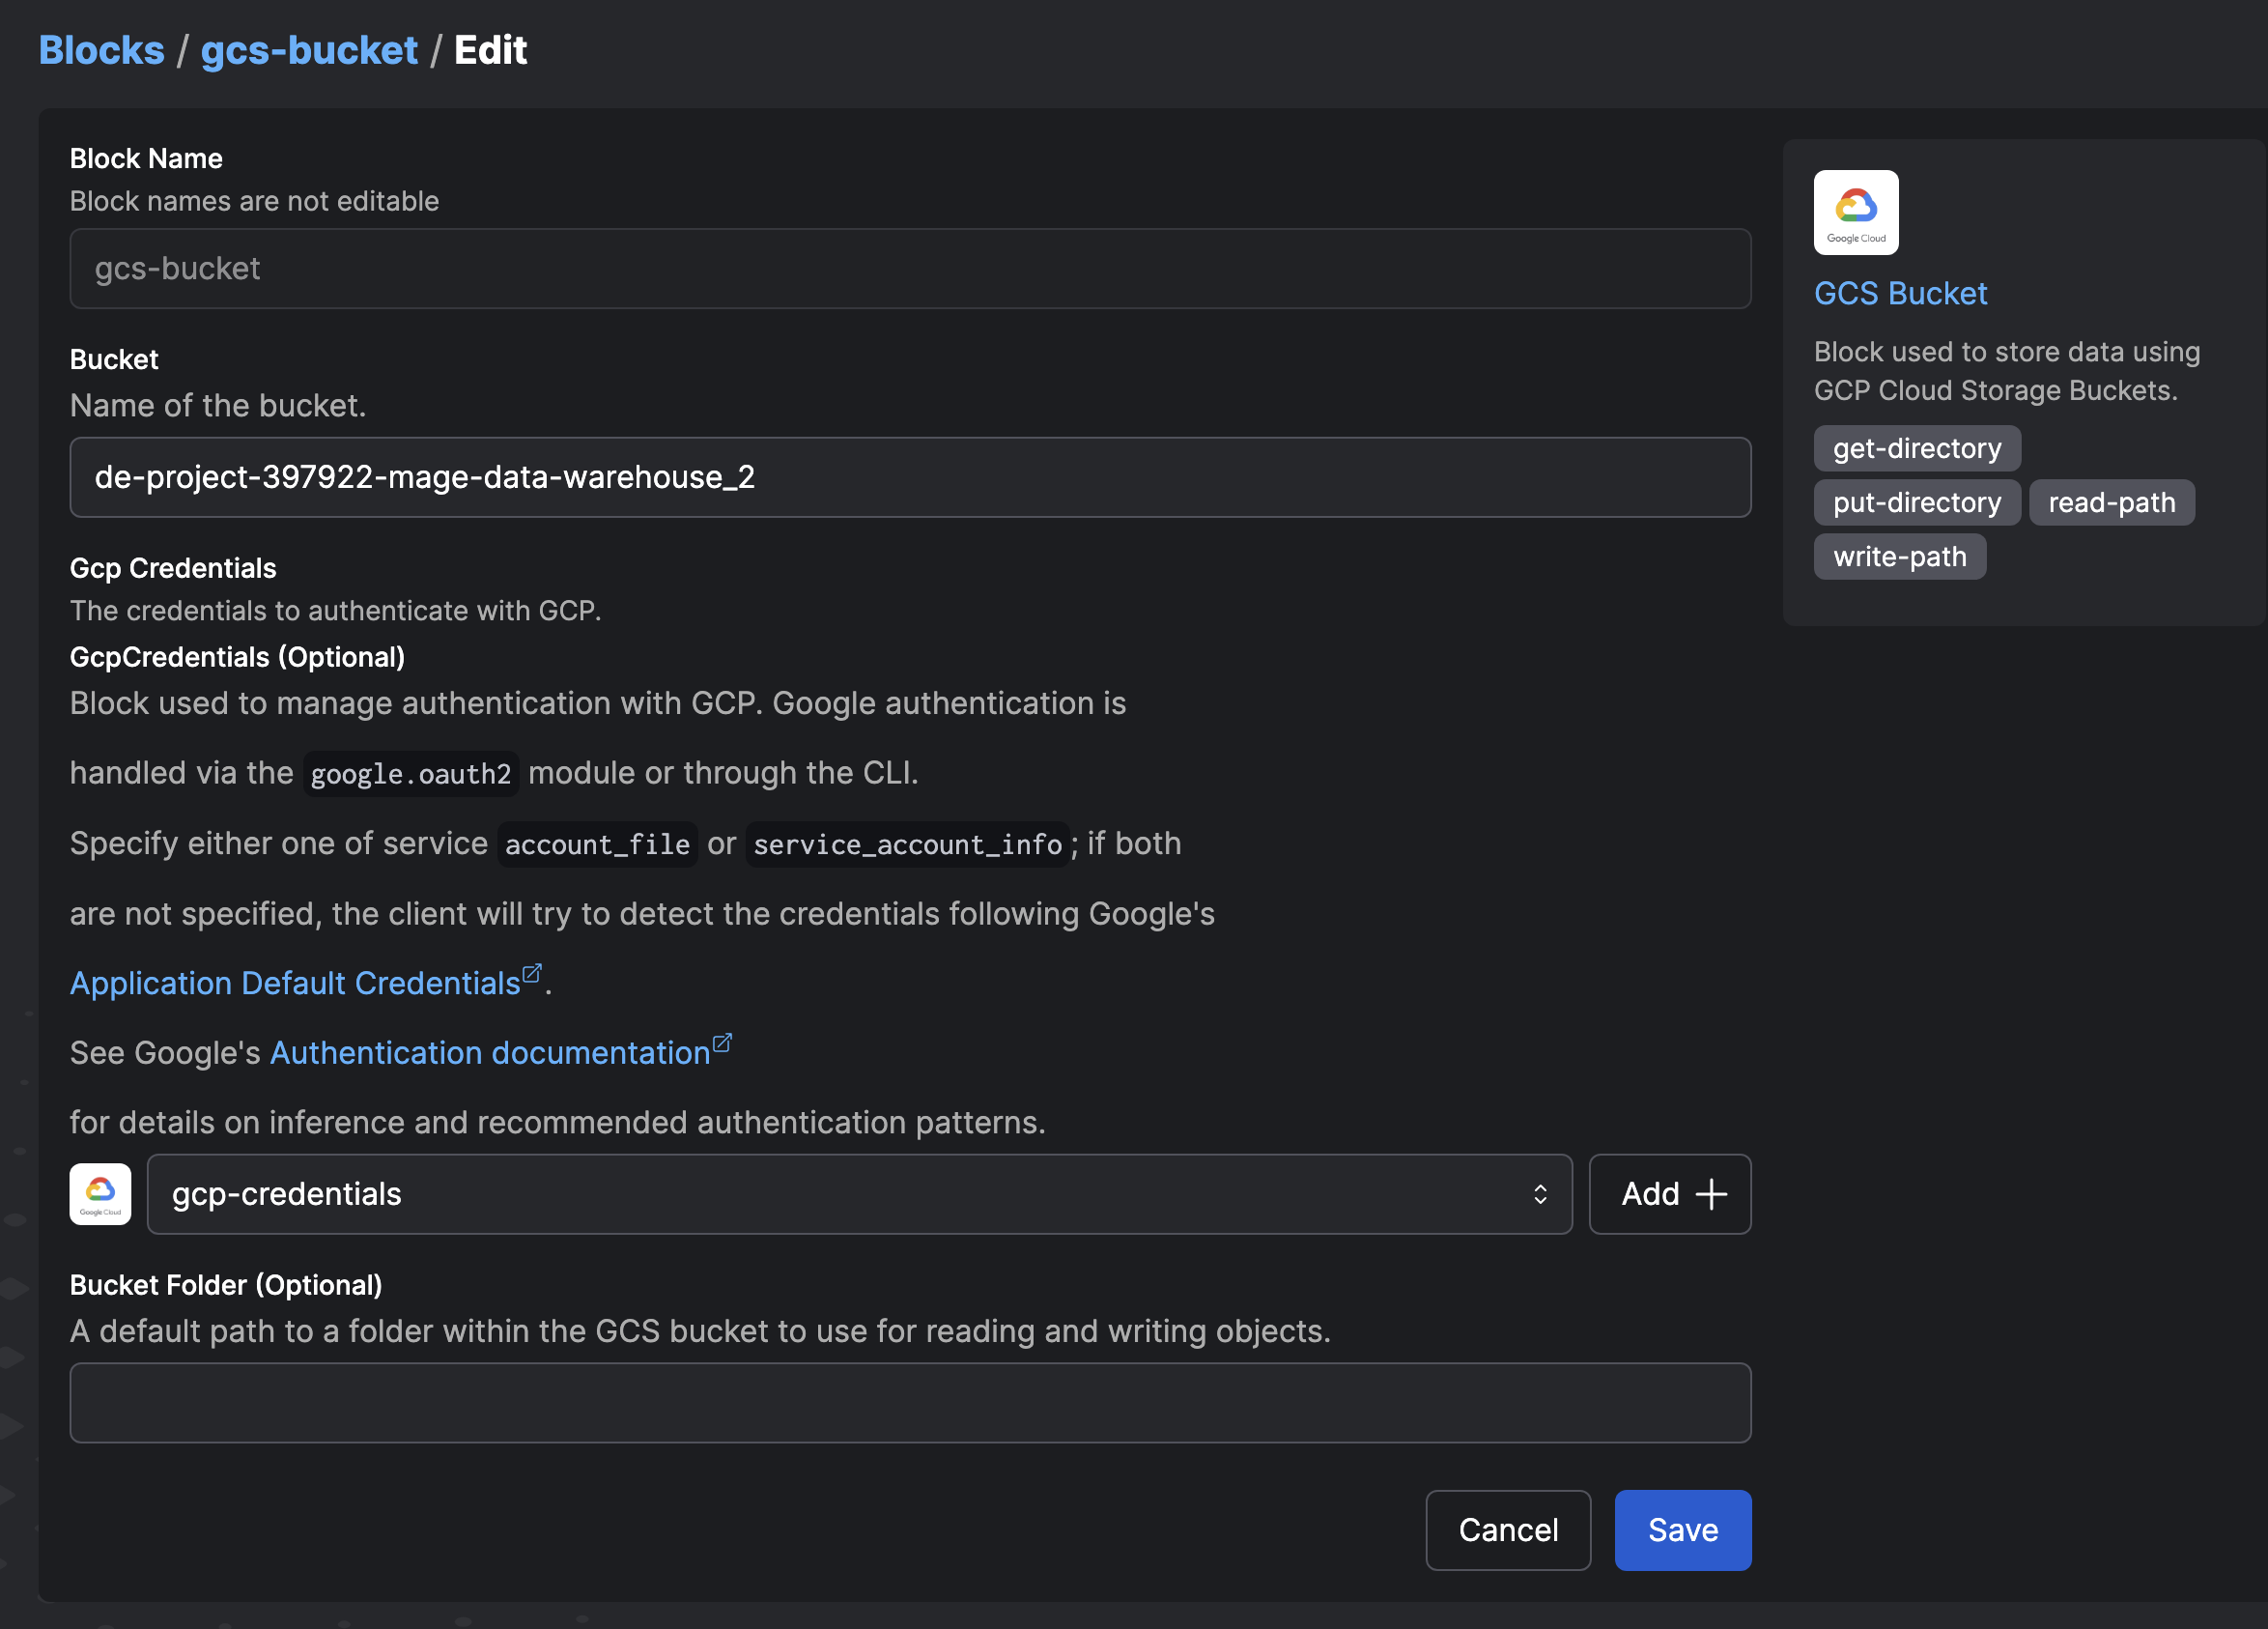 Blocks / gcs-bucket / Edit
Block Name
Block names are not editable
gcs-bucket
Bucket
Name of the bucket.
de-project-397922-mage-data-warehouse_2
Gcp Credentials
The credentials to authenticate with GCP.
GcpCredentials (Optional)
Block used to manage authentication with GCP. Google authentication is
handled via the google.oauth2 module or through the CLI.
Specify either one of service account_file or service_account_info; if both
are not specified, the client will try to detect the credentials following Google's
Application Default Credentials.
See Google's Authentication documentation
for details on inference and recommended authentication patterns.
Google Cloud
gcp-credentials
Add
Bucket Folder (Optional)
A default path to a folder within the GCS bucket to use for reading and writing objects.
Cancel
Save
Google Cloud
GCS Bucket
Block used to store data using
GCP Cloud Storage Buckets.
get-directory
put-directory read-path
write-path